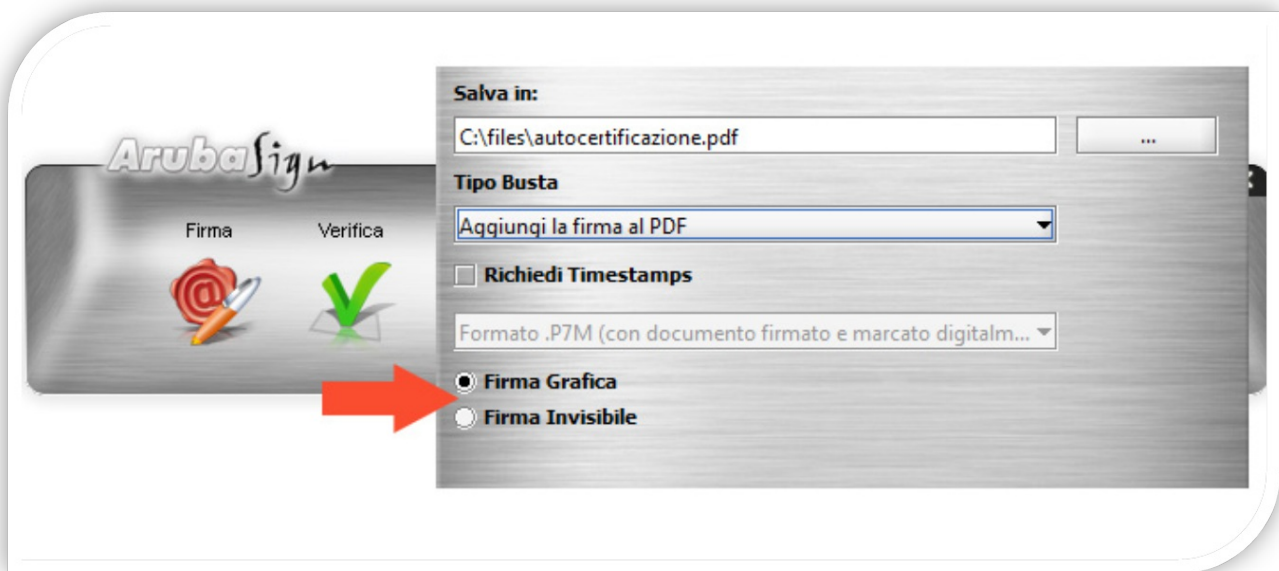 ArubaSign
Firma
Verifica
Salva in:
C:\files\autocertificazione.pdf
...
Tipo Busta
Aggiungi la firma al PDF
Richiedi Timestamps
Formato .P7M (con documento firmato e marcato digitalm...
Firma Grafica
Firma Invisibile